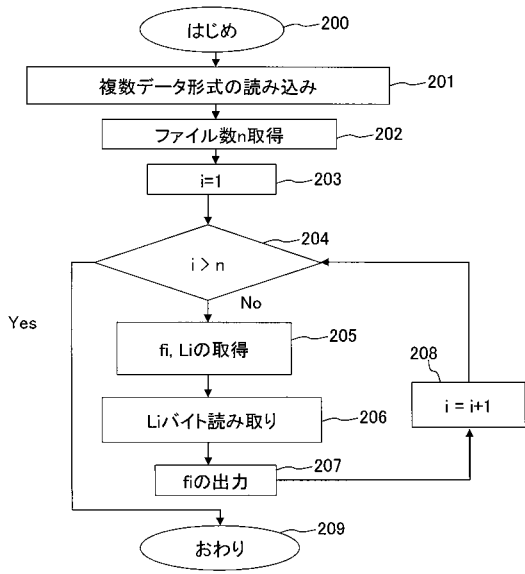 はじめ
200
複数データ形式の読み込み
201
ファイル数n取得
202
i=1
203
204
i > n
No
Yes
fi, Liの取得
205
208
i = i+1
Liバイト読み取り
206
fiの出力
207
おわり
209